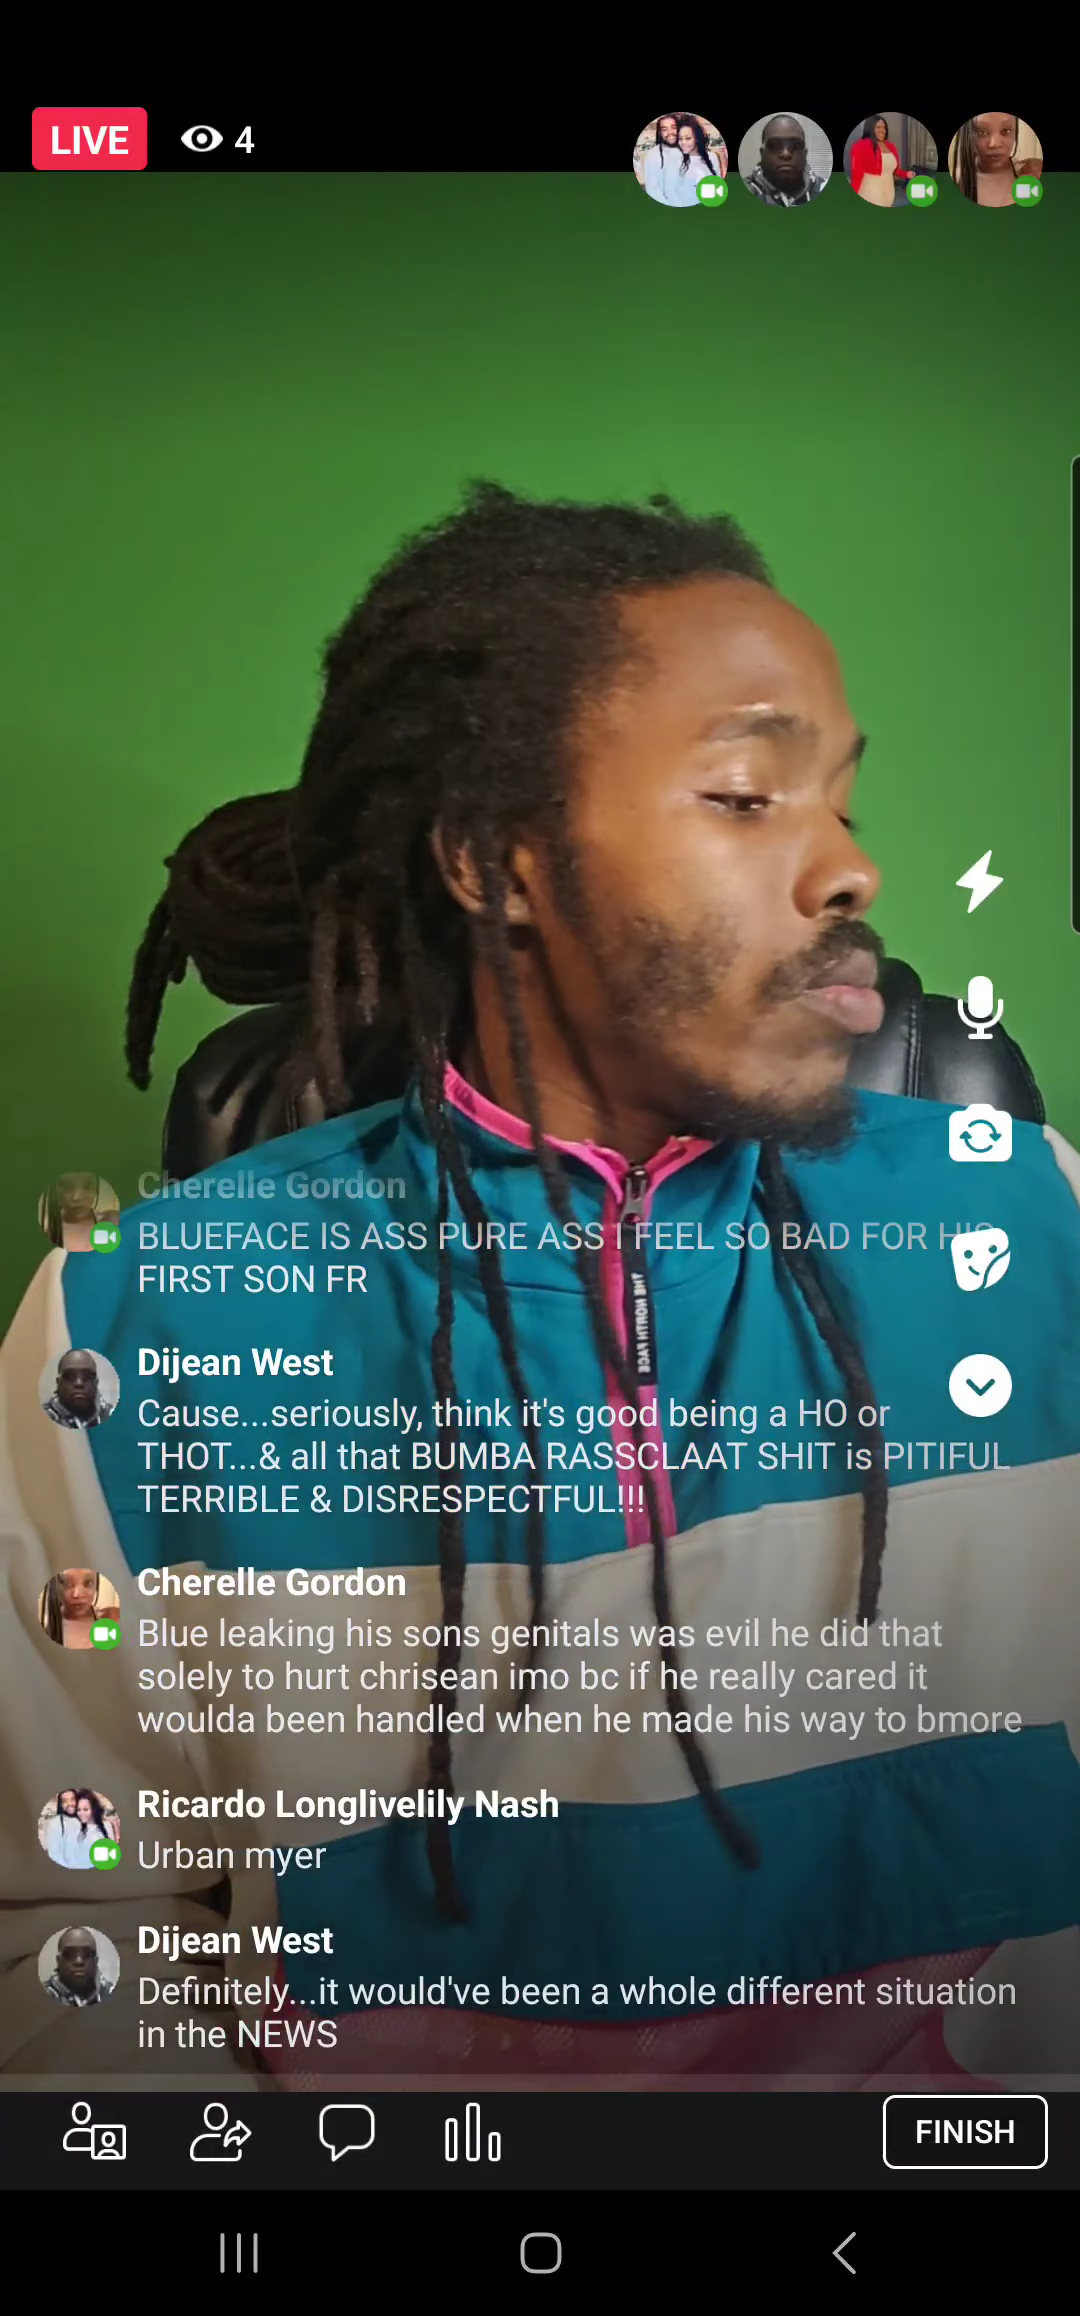 LIVE
4
Cherelle Gordon
BLUEFACE IS ASS PURE ASS I FEEL SO BAD FOR HIS
FIRST SON FR
THE NORTH FACE
Dijean West
Cause...seriously, think it's good being a HO or
THOT...& all that BUMBA RASSCLAAT SHIT is PITIFUL
TERRIBLE & DISRESPECTFUL!!!
Cherelle Gordon
Blue leaking his sons genitals was evil he did that
solely to hurt chrisean imo bc if he really cared it
woulda been handled when he made his way to bmore
Ricardo Longlivelily Nash
Urban myer
Dijean West
Definitely...it would've been a whole different situation
in the NEWS
FINISH